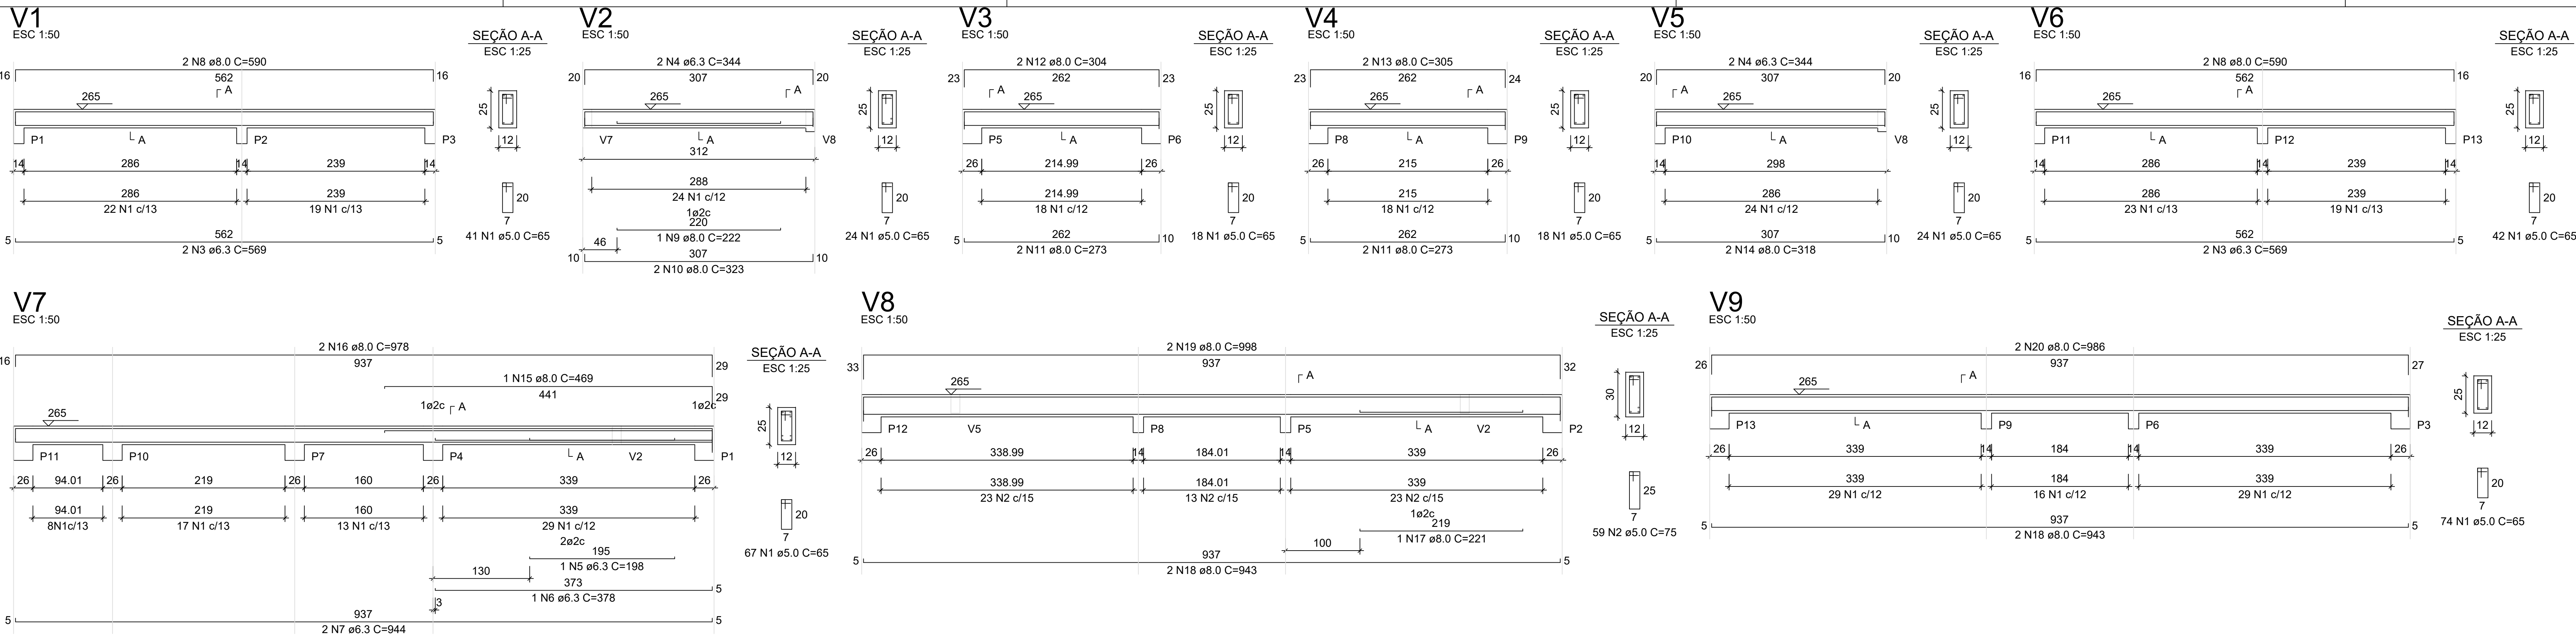 V1
ESC 1:50
SEÇÃO A-A
ESC 1:25
2 N8 ø8.0 C=590
16 562 16
A
265
25
12
P1 A P2 P3
14 286 14 239 14
286 239
22 N1 c/13 19 N1 c/13
20
7
41 N1 ø5.0 C=65
5 562 5
2 N3 ø6.3 C=569
V2
ESC 1:50
SEÇÃO A-A
ESC 1:25
2 N4 ø6.3 C=344
20 307 20
A
265
25
12
V7 A V8
312
288
24 N1 c/12
1ø2c
220
1 N9 ø8.0 C=222
46
20
7
24 N1 ø5.0 C=65
10 307 10
2 N10 ø8.0 C=323
V3
ESC 1:50
SEÇÃO A-A
ESC 1:25
2 N12 ø8.0 C=304
23 262 23
A
265
25
12
P5 A P6
26 214.99 26
214.99
18 N1 c/12
20
7
18 N1 ø5.0 C=65
5 262 10
2 N11 ø8.0 C=273
V4
ESC 1:50
SEÇÃO A-A
ESC 1:25
2 N13 ø8.0 C=305
23 262 24
A
265
25
12
P8 A P9
26 215 26
215
18 N1 c/12
20
7
18 N1 ø5.0 C=65
5 262 10
2 N11 ø8.0 C=273
V5
ESC 1:50
SEÇÃO A-A
ESC 1:25
2 N4 ø6.3 C=344
20 307 20
A
265
25
12
P10 A V8
14 298
286
24 N1 c/12
20
7
24 N1 ø5.0 C=65
5 307 10
2 N14 ø8.0 C=318
V6
ESC 1:50
SEÇÃO A-A
ESC 1:25
2 N8 ø8.0 C=590
16 562 16
A
265
25
12
P11 A P12 P13
14 286 14 239 14
286 239
23 N1 c/13 19 N1 c/13
20
7
42 N1 ø5.0 C=65
5 562 5
2 N3 ø6.3 C=569
V7
ESC 1:50
SEÇÃO A-A
ESC 1:25
2 N16 ø8.0 C=978
16 937 29
1 N15 ø8.0 C=469
441 29
1ø2c A 1ø2c
265
25
12
P11 P10 P7 P4 A V2 P1
26 94.01 26 219 26 160 26 339 26
94.01 219 160 339
8N1c/13 17 N1 c/13 13 N1 c/13 29 N1 c/12
20
7
67 N1 ø5.0 C=65
2ø2c
195
1 N5 ø6.3 C=198
130
373 5
1 N6 ø6.3 C=378
3
5 937 5
2 N7 ø6.3 C=944
V8
ESC 1:50
SEÇÃO A-A
ESC 1:25
2 N19 ø8.0 C=998
33 937 32
A
265
30
12
P12 V5 P8 P5 A V2 P2
26 338.99 14 184.01 14 339 26
338.99 184.01 339
23 N2 c/15 13 N2 c/15 23 N2 c/15
25
7
59 N2 ø5.0 C=75
1ø2c
219
1 N17 ø8.0 C=221
100
5 937 5
2 N18 ø8.0 C=943
V9
ESC 1:50
SEÇÃO A-A
ESC 1:25
2 N20 ø8.0 C=986
26 937 27
A
265
25
12
P13 A P9 P6 P3
26 339 14 184 14 339 26
339 184 339
29 N1 c/12 16 N1 c/12 29 N1 c/12
20
7
74 N1 ø5.0 C=65
5 937 5
2 N18 ø8.0 C=943